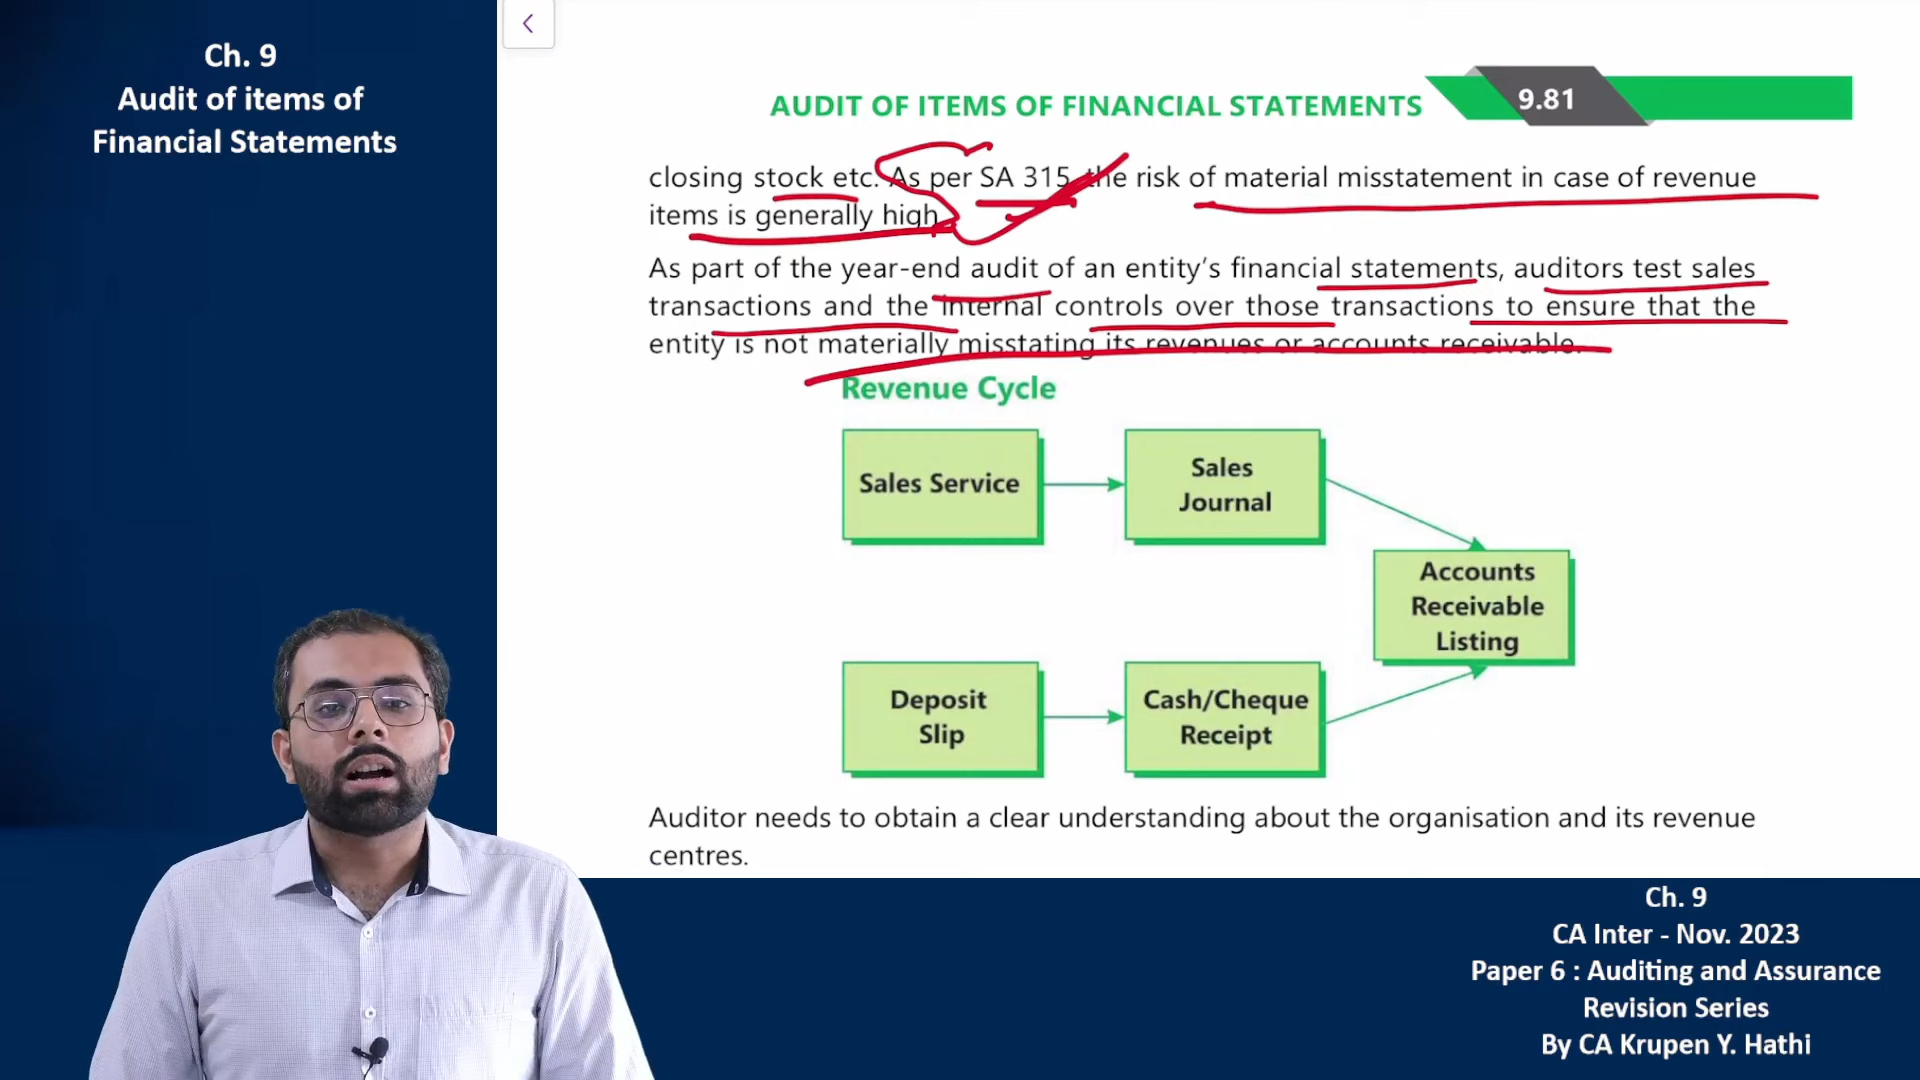 Ch. 9
Audit of items of
Financial Statements
AUDIT OF ITEMS OF FINANCIAL STATEMENTS
9.81
closing stock etc. As per SA 315, the risk of material misstatement in case of revenue
items is generally high.
As part of the year-end audit of an entity’s financial statements, auditors test sales
transactions and the internal controls over those transactions to ensure that the
entity is not materially misstating its revenues or accounts receivable.
Revenue Cycle
Sales Service
Sales
Journal
Accounts
Receivable
Listing
Deposit
Slip
Cash/Cheque
Receipt
Auditor needs to obtain a clear understanding about the organisation and its revenue
centres.
Ch. 9
CA Inter - Nov. 2023
Paper 6 : Auditing and Assurance
Revision Series
By CA Krupen Y. Hathi